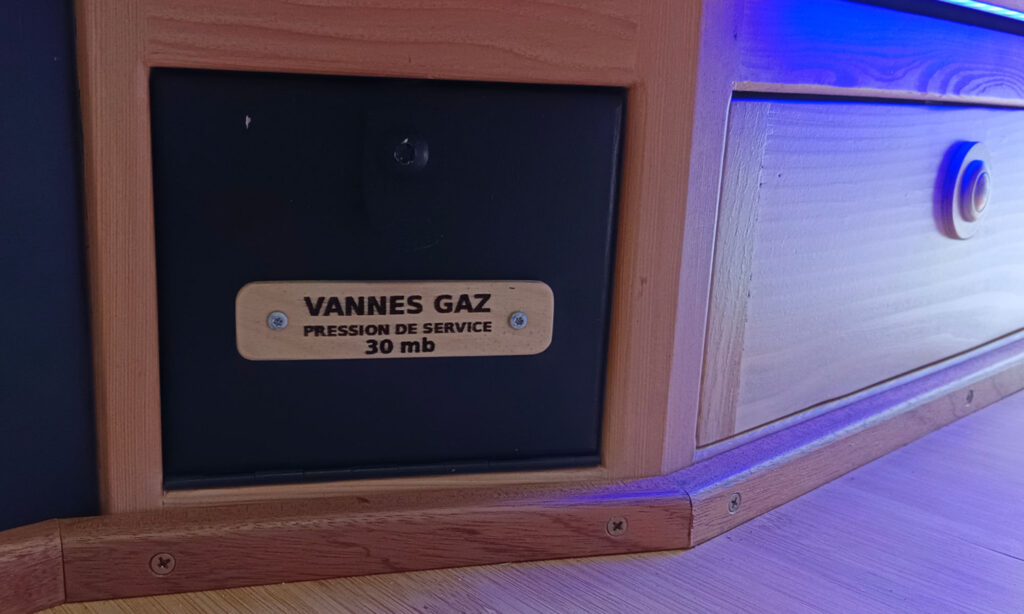 VANNES GAZ
PRESSION DE SERVICE
30 mb